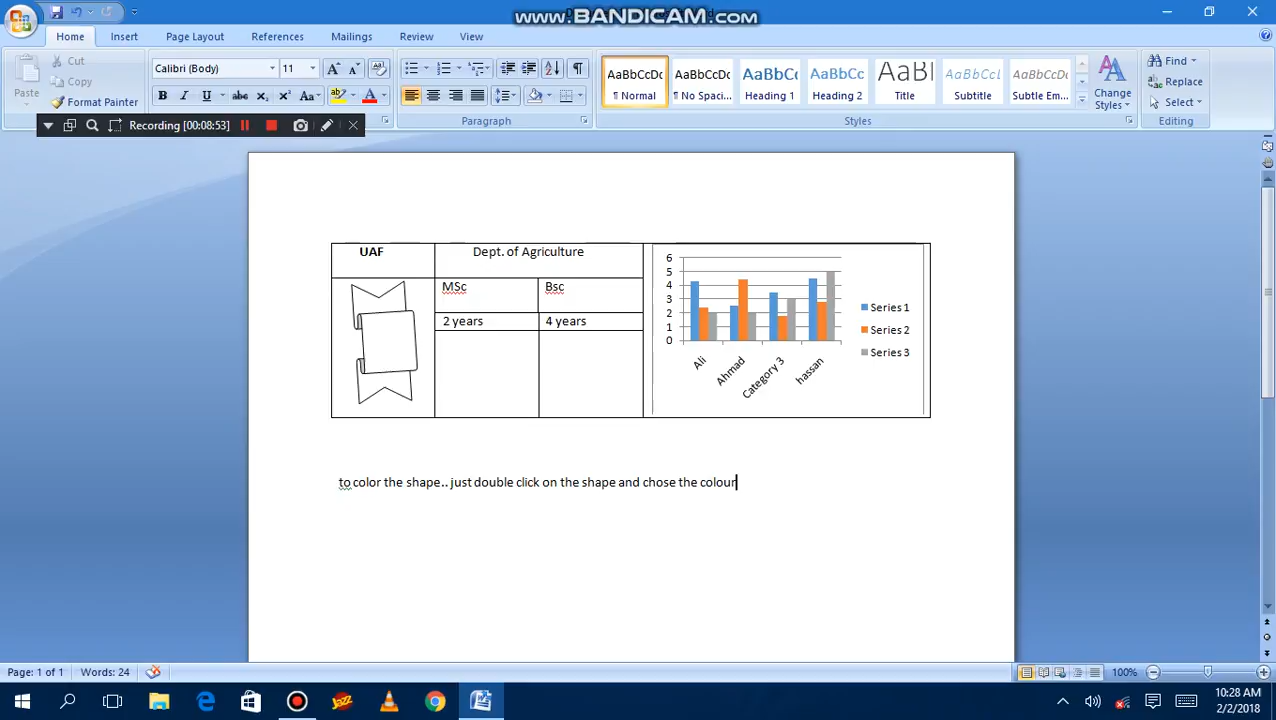 www.BANDICAM.com
Home Insert Page Layout References Mailings Review View
Paste
Cut
Copy
Format Painter
Calibri (Body) 11
Recording [00:08:53]
Paragraph
AaBbCcDc AaBbCcDc AaBbCc AaBbCc AaBl AaBbCcL AaBbCcDc
¶ Normal ¶ No Spaci... Heading 1 Heading 2 Title Subtitle Subtle Em...
Change Styles
Styles
Find
Replace
Select
Editing
UAF Dept. of Agriculture
MSc Bsc
2 years 4 years
6
5
4
3
2
1
0
Ali Ahmad Category 3 hassan
Series 1
Series 2
Series 3
to color the shape.. just double click on the shape and chose the colour
Page: 1 of 1 Words: 24 100%
10:28 AM
2/2/2018